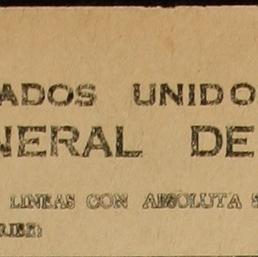 ADOS UNIDO
NERAL DE
LINEAS CON ABSOLUTA